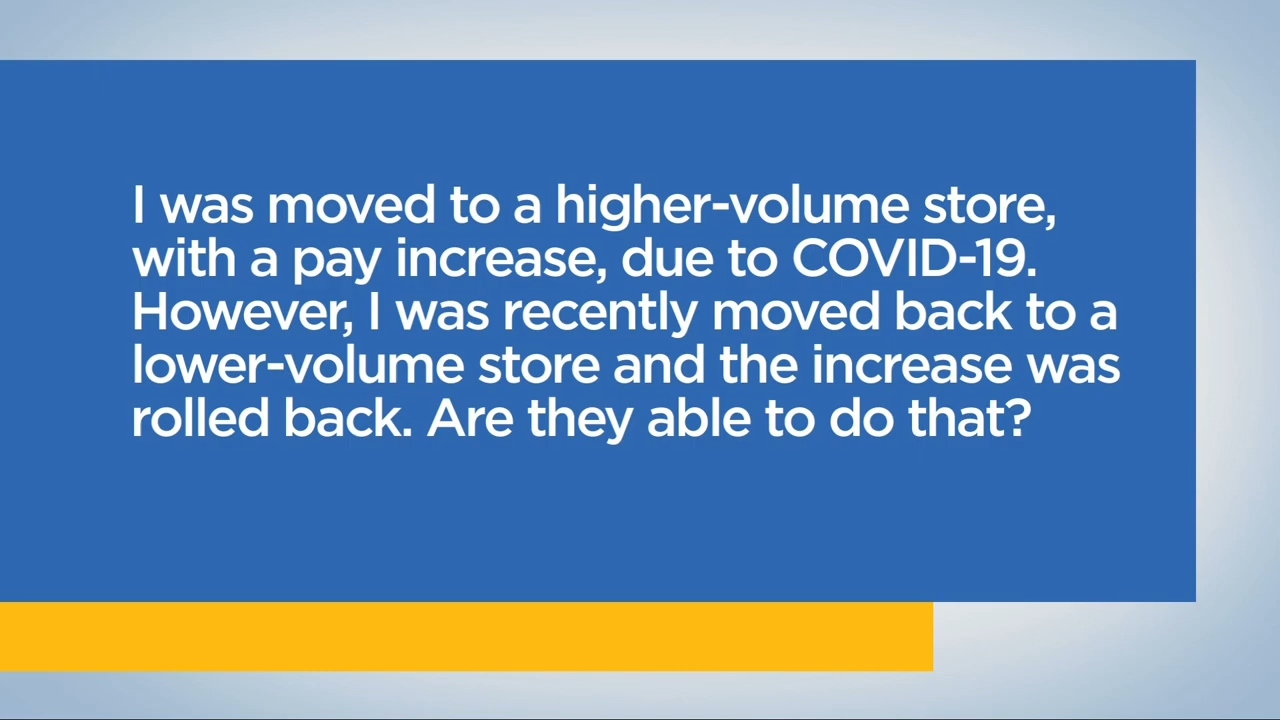 I was moved to a higher-volume store,
with a pay increase, due to COVID-19.
However, I was recently moved back to a
lower-volume store and the increase was
rolled back. Are they able to do that?